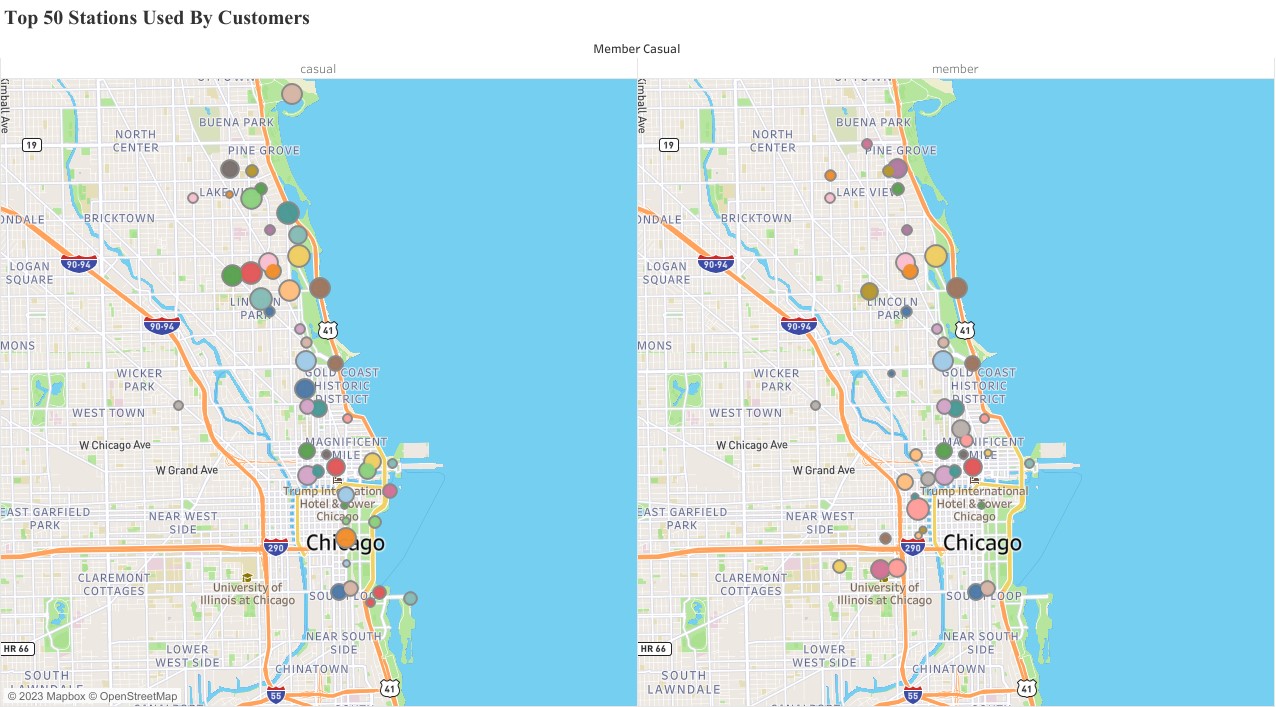 Top 50 Stations Used By Customers
Member Casual
casual
member
Kimball Ave
BUENA PARK
19
NORTH
CENTER
PINE GROVE
LAKE VI
BRICKTOWN
ONDALE
LOGAN
SQUARE
90-94
LINCOLN
PARK
90-94
41
MONS
WICKER
PARK
GOLD COAST
HISTORIC
DISTRICT
WEST TOWN
W Chicago Ave
MAGNIFICENT
MILE
W Grand Ave
Trump International
Hotel & Tower
Chicago
EAST GARFIELD
PARK
NEAR WEST
SIDE
290
Chicago
CLAREMONT
COTTAGES
University of
Illinois at Chicago
SOUTH LOOP
HR 66
NEAR SOUTH
SIDE
LOWER
WEST SIDE
CHINATOWN
SOUTH
LAWNDALE
55
41
© 2023 Mapbox © OpenStreetMap
Kimball Ave
BUENA PARK
19
NORTH
CENTER
PINE GROVE
LAKE VIEW
BRICKTOWN
ONDALE
LOGAN
SQUARE
90-94
LINCOLN
PARK
90-94
41
MONS
WICKER
PARK
GOLD COAST
HISTORIC
DISTRICT
WEST TOWN
W Chicago Ave
MAGNIFICENT
MILE
W Grand Ave
Trump International
Hotel & Tower
Chicago
EAST GARFIELD
PARK
NEAR WEST
SIDE
290
Chicago
CLAREMONT
COTTAGES
University of
Illinois at Chicago
SOUTH LOOP
HR 66
NEAR SOUTH
SIDE
LOWER
WEST SIDE
CHINATOWN
SOUTH
LAWNDALE
55
41